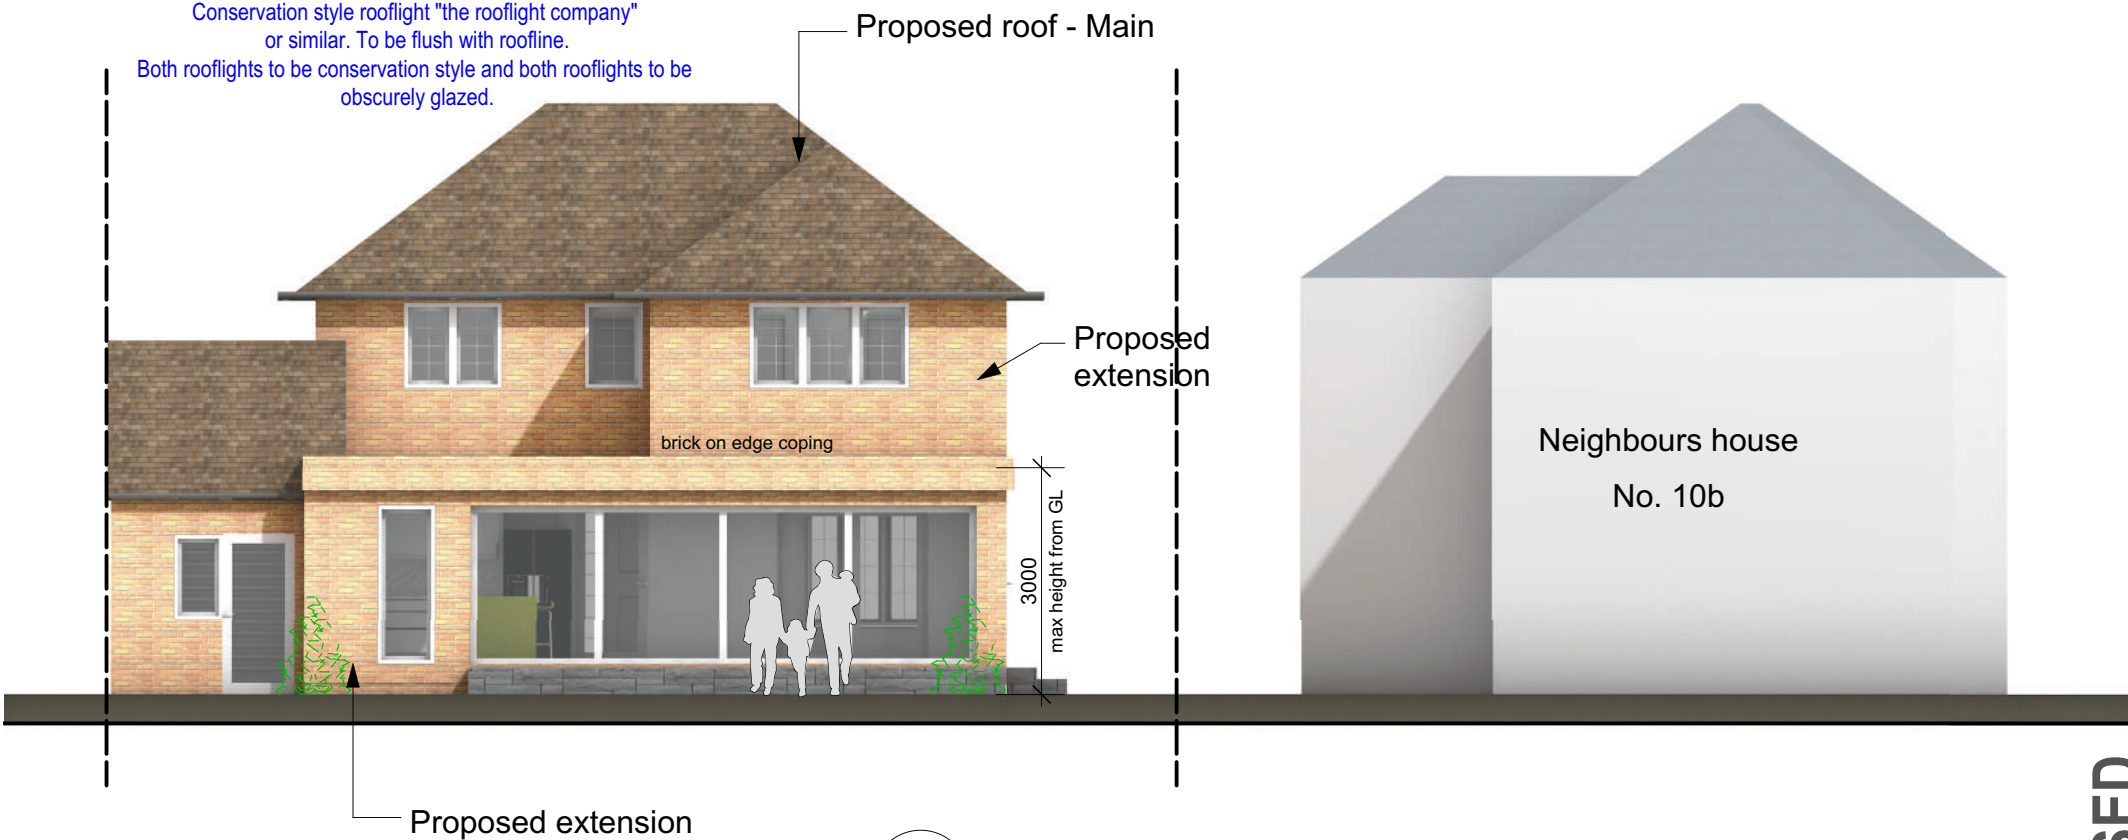 Conservation style rooflight "the rooflight company"
or similar. To be flush with roofline.
Both rooflights to be conservation style and both rooflights to be
obscurely glazed.
Proposed roof - Main
Proposed
extension
brick on edge coping
3000
max height from GL
Neighbours house
No. 10b
Proposed extension